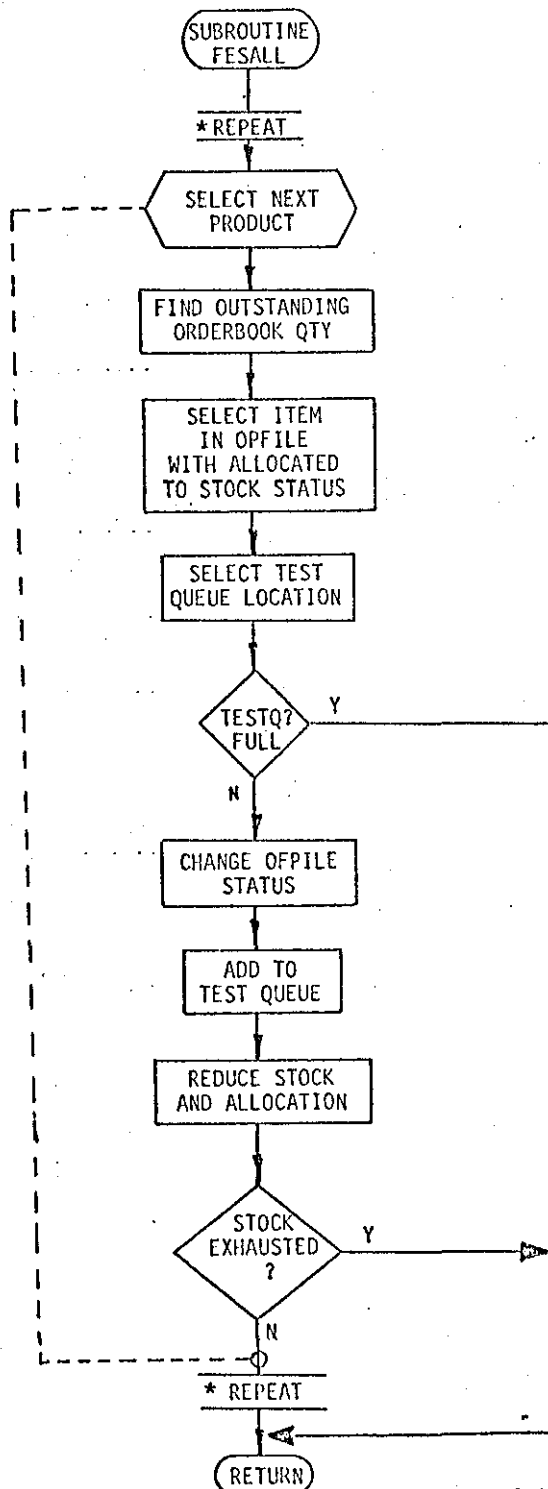 SUBROUTINE
FESALL
* REPEAT
SELECT NEXT
PRODUCT
FIND OUTSTANDING
ORDERBOOK QTY
SELECT ITEM
IN OPFILE
WITH ALLOCATED
TO STOCK STATUS
SELECT TEST
QUEUE LOCATION
TESTQ?
FULL
Y
N
CHANGE OFPILE
STATUS
ADD TO
TEST QUEUE
REDUCE STOCK
AND ALLOCATION
STOCK
EXHAUSTED
?
Y
N
* REPEAT
RETURN